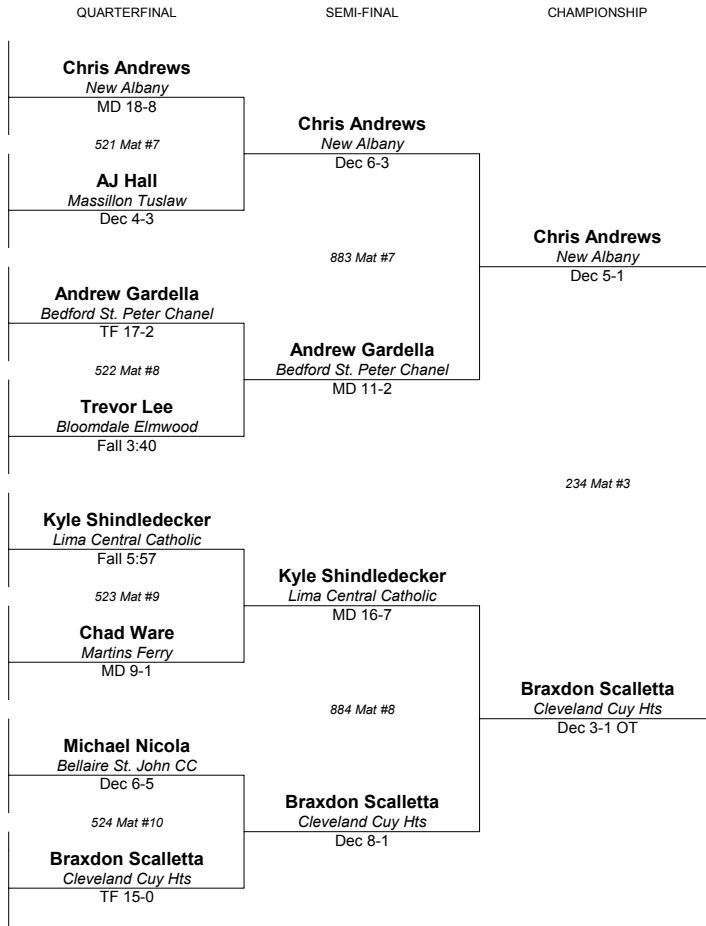 QUARTERFINAL
SEMI-FINAL
CHAMPIONSHIP
Chris Andrews
New Albany
MD 18-8
521 Mat #7
AJ Hall
Massillon Tuslaw
Dec 4-3
Andrew Gardella
Bedford St. Peter Chanel
TF 17-2
522 Mat #8
Trevor Lee
Bloomdale Elmwood
Fall 3:40
Kyle Shindledecker
Lima Central Catholic
Fall 5:57
523 Mat #9
Chad Ware
Martins Ferry
MD 9-1
Michael Nicola
Bellaire St. John CC
Dec 6-5
524 Mat #10
Braxdon Scalletta
Cleveland Cuy Hts
TF 15-0
Chris Andrews
New Albany
Dec 6-3
883 Mat #7
Andrew Gardella
Bedford St. Peter Chanel
MD 11-2
Kyle Shindledecker
Lima Central Catholic
MD 16-7
884 Mat #8
Braxdon Scalletta
Cleveland Cuy Hts
Dec 8-1
Chris Andrews
New Albany
Dec 5-1
234 Mat #3
Braxdon Scalletta
Cleveland Cuy Hts
Dec 3-1 OT